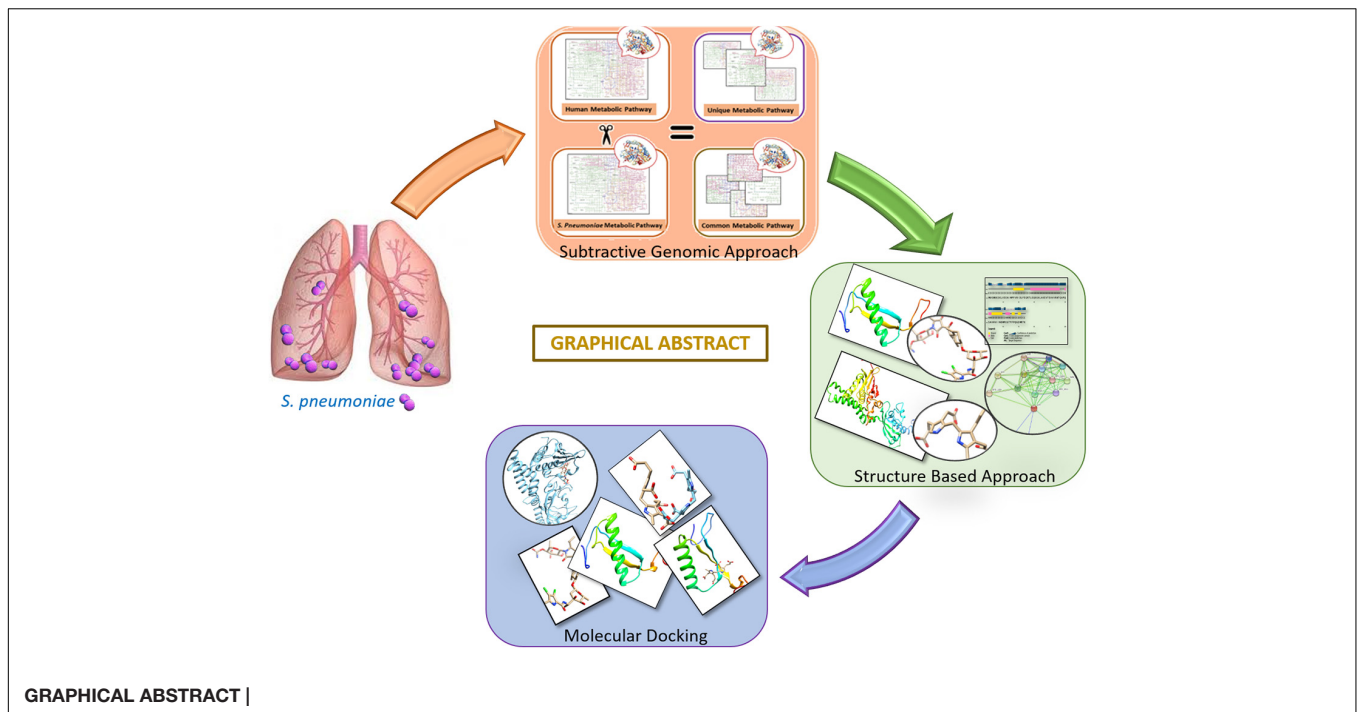 Human Metabolic Pathway
Unique Metabolic Pathway
S. Pneumoniae Metabolic Pathway
Common Metabolic Pathway
Subtractive Genomic Approach
GRAPHICAL ABSTRACT
S. pneumoniae
Structure Based Approach
Molecular Docking
GRAPHICAL ABSTRACT |